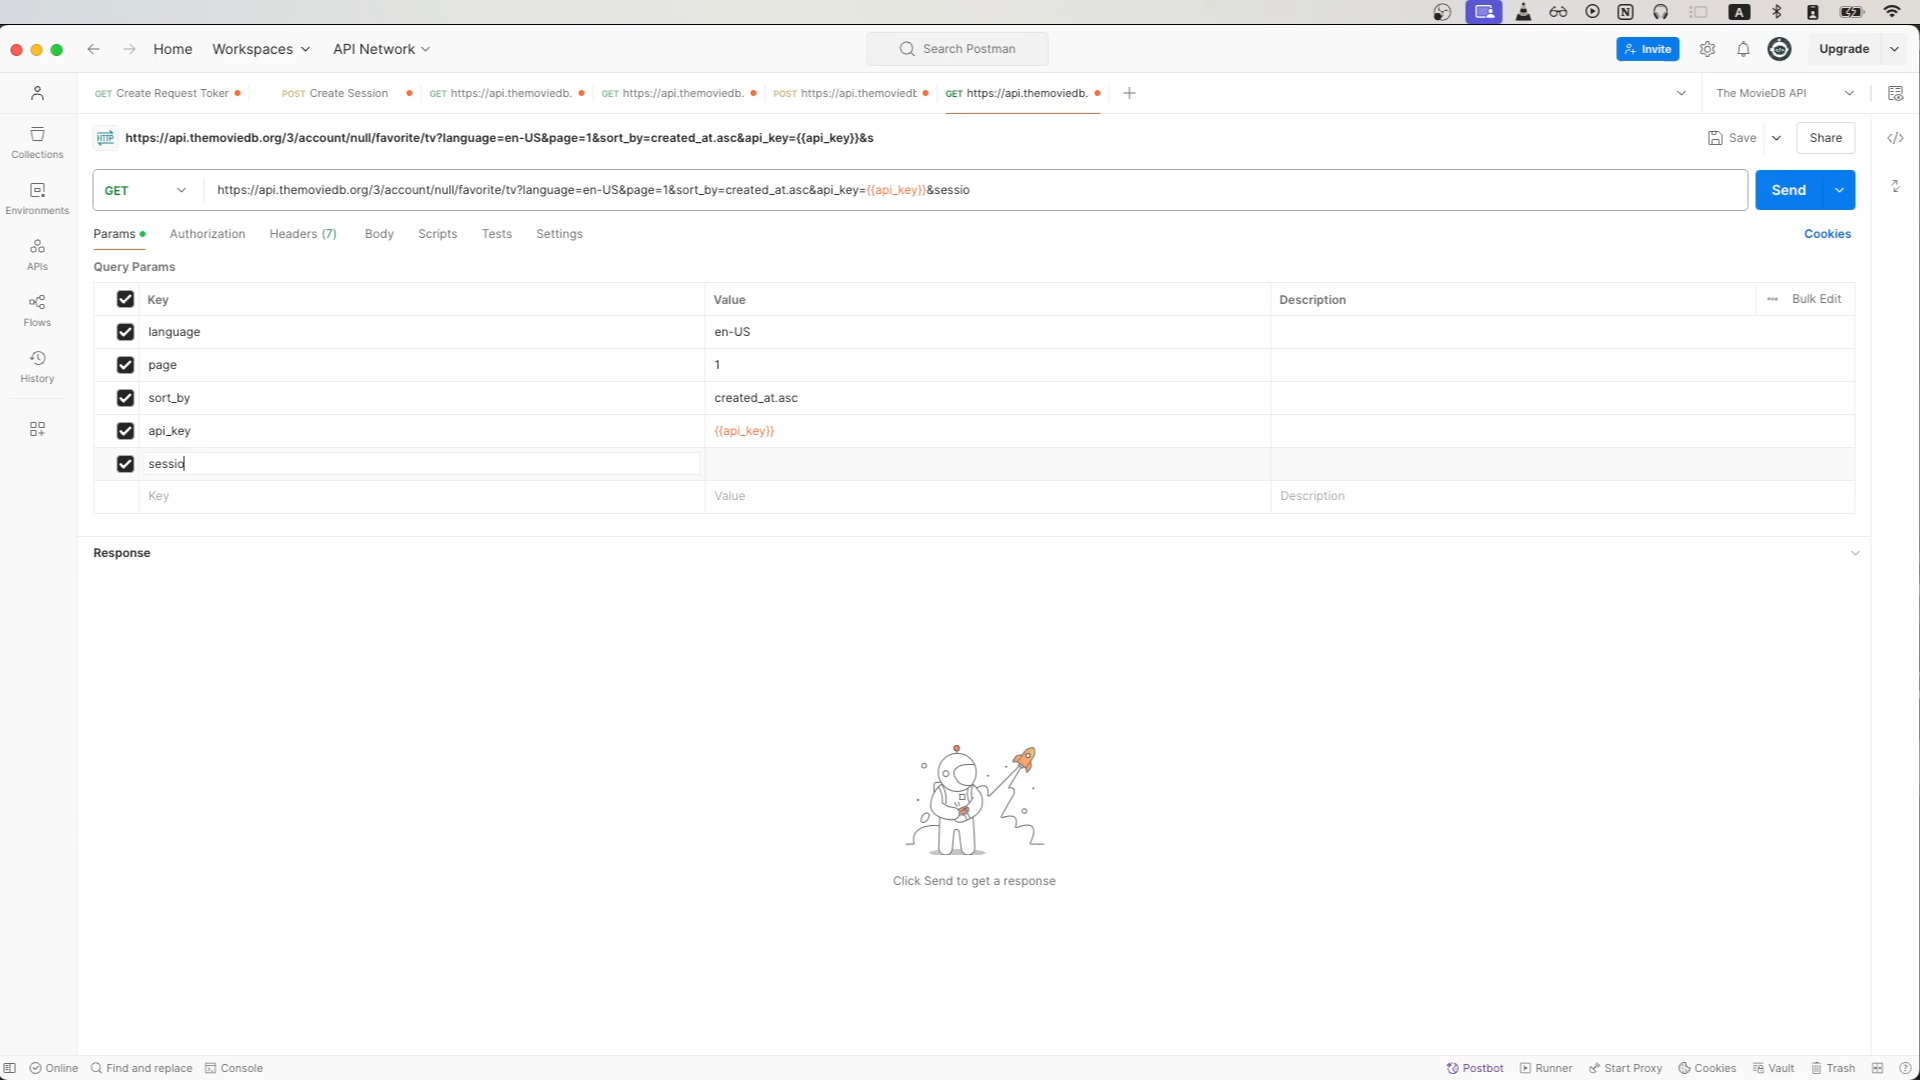 A
Home Workspaces API Network Search Postman Invite Upgrade
GET Create Request Toker POST Create Session GET https://api.themoviedb. GET https://api.themoviedb. POST https://api.themoviedb GET https://api.themoviedb. The MovieDB API
HTTP https://api.themoviedb.org/3/account/null/favorite/tv?language=en-US&page=1&sort_by=created_at.asc&api_key={{api_key}}&s Save Share
GET https://api.themoviedb.org/3/account/null/favorite/tv?language=en-US&page=1&sort_by=created_at.asc&api_key={{api_key}}&sessio Send
Params Authorization Headers (7) Body Scripts Tests Settings Cookies
Query Params
Key Value Description Bulk Edit
language en-US
page 1
sort_by created_at.asc
api_key {{api_key}}
sessio
Key Value Description
Collections
Environments
APIs
Flows
History
Response
Click Send to get a response
Online Find and replace Console Postbot Runner Start Proxy Cookies Vault Trash